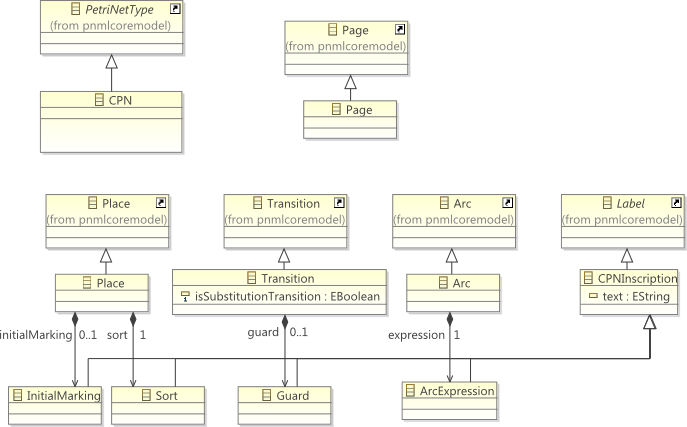 PetriNetType
(from pnmlcoremodel)
CPN
Page
(from pnmlcoremodel)
Page
Place
(from pnmlcoremodel)
Transition
(from pnmlcoremodel)
Arc
(from pnmlcoremodel)
Label
(from pnmlcoremodel)
Place
Transition
isSubstitutionTransition : EBoolean
Arc
CPNInscription
text : EString
initialMarking 0..1
sort 1
guard 0..1
expression 1
InitialMarking
Sort
Guard
ArcExpression